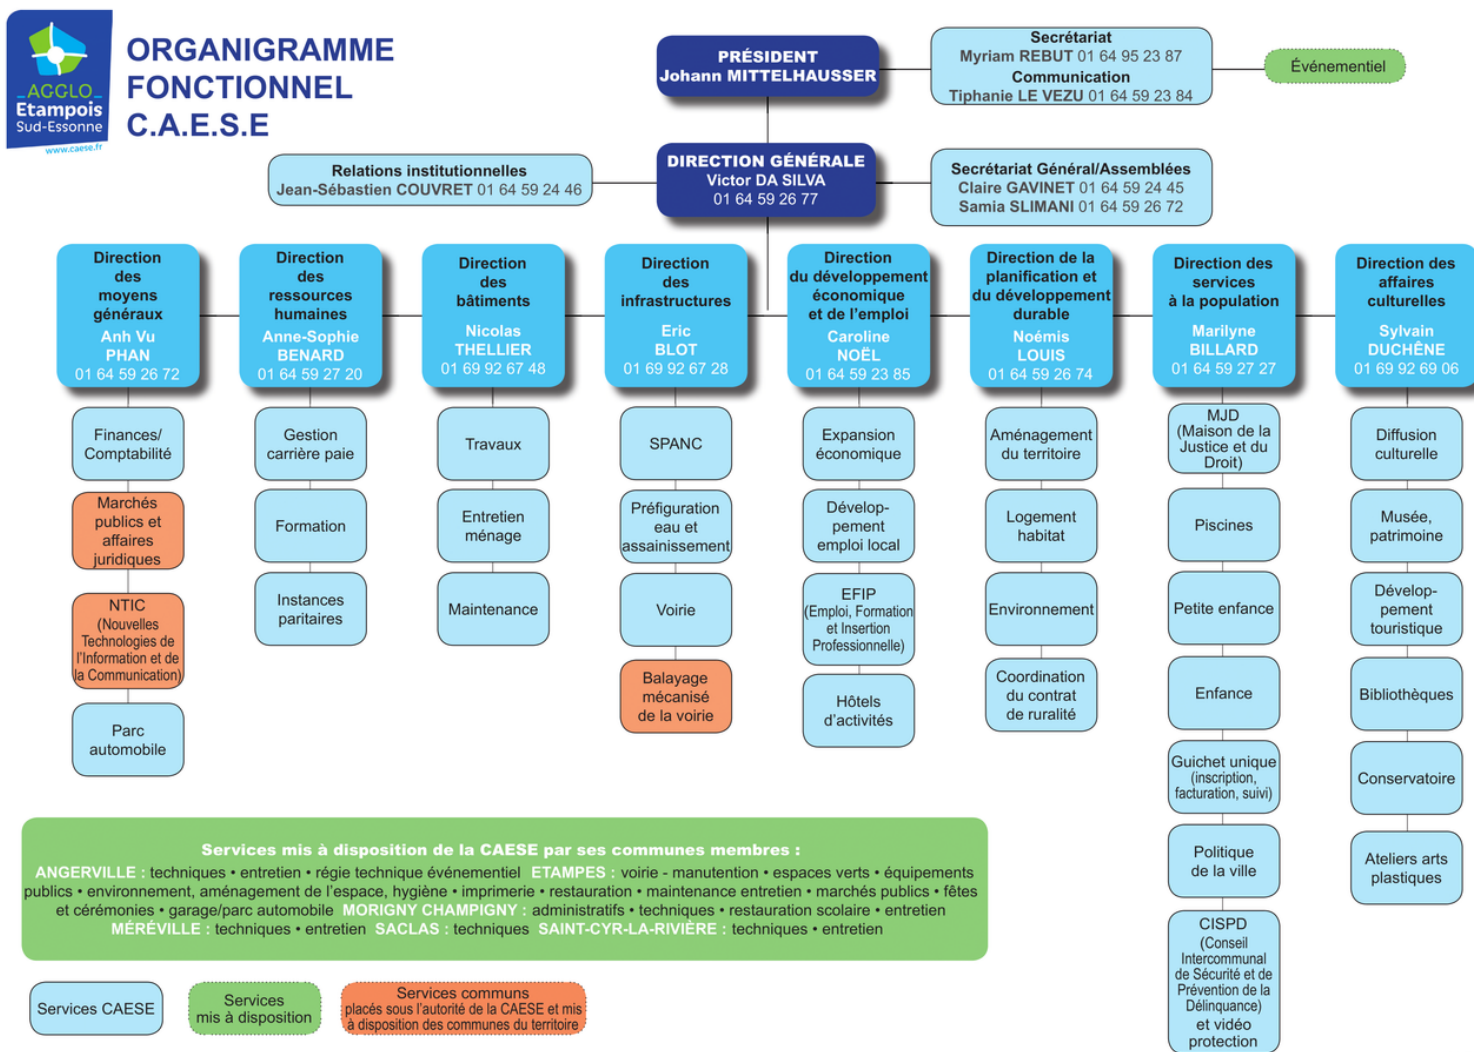 AGGLO
Etampois
Sud-Essonne
www.caese.fr
ORGANIGRAMME
FONCTIONNEL
C.A.E.S.E
PRÉSIDENT
Johann MITTELHAUSSER
Secrétariat
Myriam REBUT 01 64 95 23 87
Communication
Tiphanie LE VEZU 01 64 59 23 84
Événementiel
Relations institutionnelles
Jean-Sébastien COUVRET 01 64 59 24 46
DIRECTION GÉNÉRALE
Victor DA SILVA
01 64 59 26 77
Secrétariat Général/Assemblées
Claire GAVINET 01 64 59 24 45
Samia SLIMANI 01 64 59 26 72
Direction
des
moyens
généraux
Anh Vu
PHAN
01 64 59 26 72
Finances/
Comptabilité
Marchés
publics et
affaires
juridiques
NTIC
(Nouvelles
Technologies de
l'Information et de
la Communication)
Parc
automobile
Direction
des
ressources
humaines
Anne-Sophie
BENARD
01 64 59 27 20
Gestion
carrière paie
Formation
Instances
paritaires
Direction
des
bâtiments
Nicolas
THELLIER
01 69 92 67 48
Travaux
Entretien
ménage
Maintenance
Direction
des
infrastructures
Eric
BLOT
01 69 92 67 28
SPANC
Préfiguration
eau et
assainissement
Voirie
Balayage
mécanisé
de la voirie
Direction
du développement
économique
et de l'emploi
Caroline
NOËL
01 64 59 23 85
Expansion
économique
Dévelop-
pement
emploi local
EFIP
(Emploi, Formation
et Insertion
Professionnelle)
Hôtels
d'activités
Direction de la
planification et
du développement
durable
Noémis
LOUIS
01 64 59 26 74
Aménagement
du territoire
Logement
habitat
Environnement
Coordination
du contrat
de ruralité
Direction des
services
à la population
Marilyne
BILLARD
01 64 59 27 27
MJD
(Maison de la
Justice et du
Droit)
Piscines
Petite enfance
Enfance
Guichet unique
(inscription,
facturation, suivi)
Politique
de la ville
CISPD
(Conseil
Intercommunal
de Sécurité et de
Prévention de la
Délinquance)
et vidéo
protection
Direction des
affaires
culturelles
Sylvain
DUCHÊNE
01 69 92 69 06
Diffusion
culturelle
Musée,
patrimoine
Dévelop-
pement
touristique
Bibliothèques
Conservatoire
Ateliers arts
plastiques
Services mis à disposition de la CAESE par ses communes membres :
ANGERVILLE : techniques • entretien • régie technique événementiel ETAMPES : voirie - manutention • espaces verts • équipements
publics • environnement, aménagement de l'espace, hygiène • imprimerie • restauration • maintenance entretien • marchés publics • fêtes
et cérémonies • garage/parc automobile MORIGNY CHAMPIGNY : administratifs • techniques • restauration scolaire • entretien
MÉRÉVILLE : techniques • entretien SACLAS : techniques SAINT-CYR-LA-RIVIÈRE : techniques • entretien
Services CAESE
Services
mis à disposition
Services communs
placés sous l'autorité de la CAESE et mis
à disposition des communes du territoire